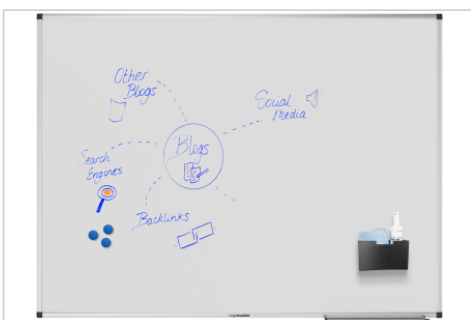 Other
Blogs
Social
Media
Blogs
Search
Engines
Backlinks